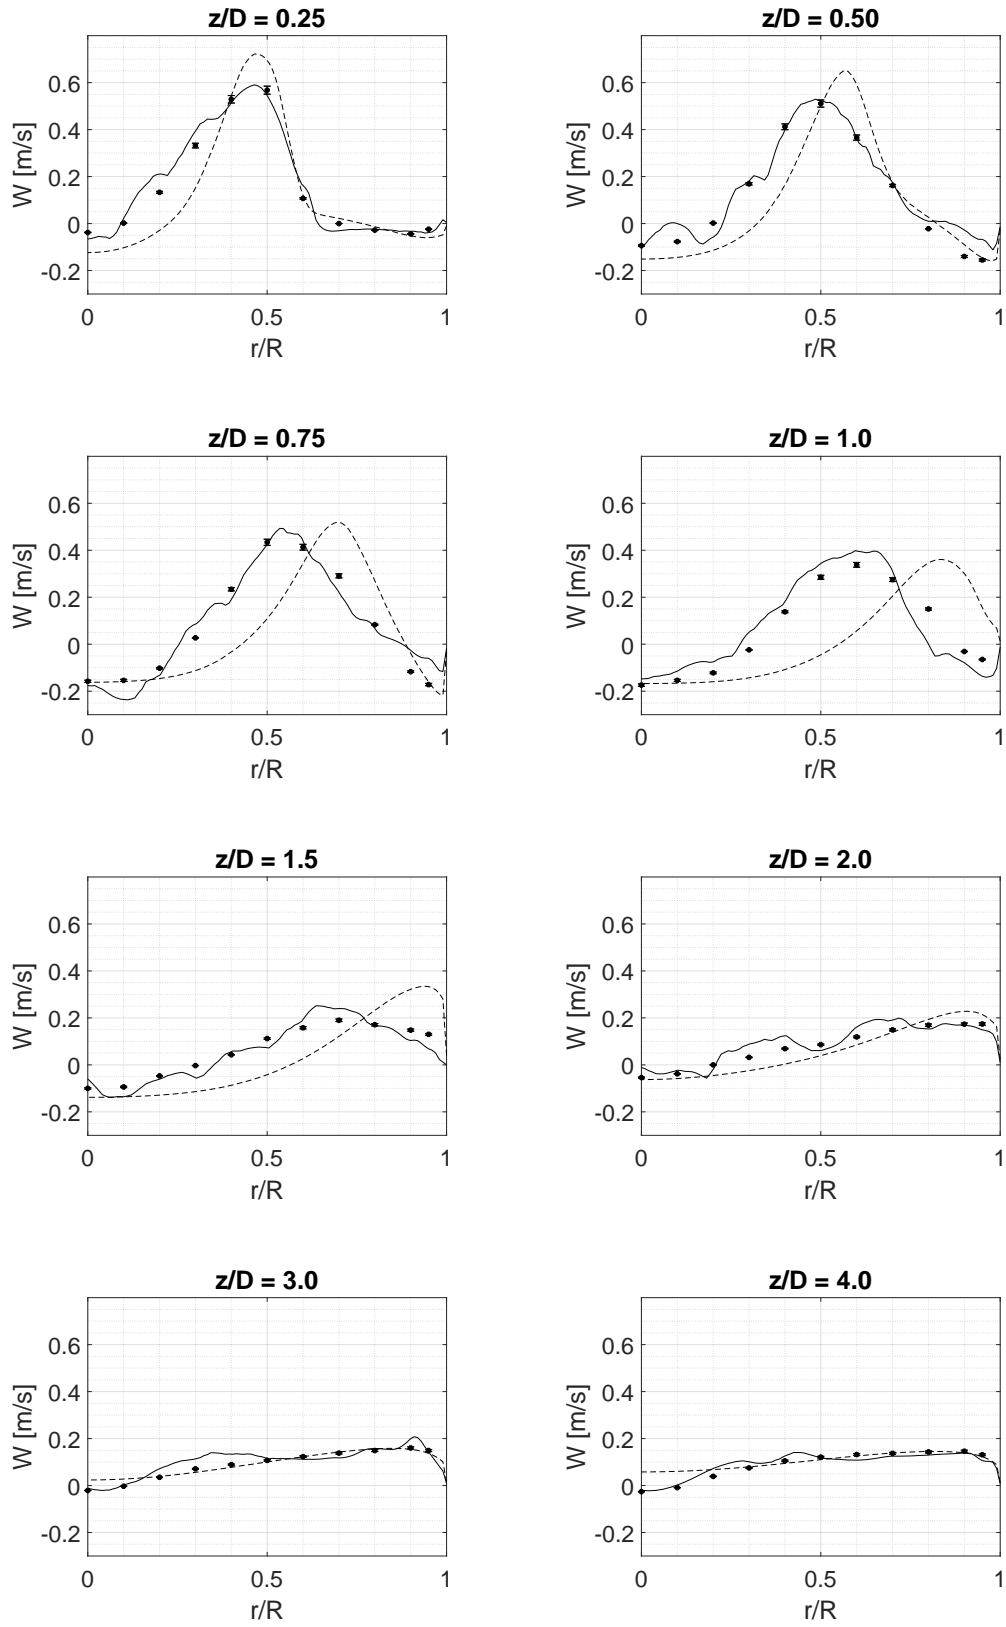 z/D = 0.25
z/D = 0.50
W [m/s]
0.6
0.4
0.2
0
-0.2
0
0.5
1
r/R
W [m/s]
0.6
0.4
0.2
0
-0.2
0
0.5
1
r/R
z/D = 0.75
z/D = 1.0
W [m/s]
0.6
0.4
0.2
0
-0.2
0
0.5
1
r/R
W [m/s]
0.6
0.4
0.2
0
-0.2
0
0.5
1
r/R
z/D = 1.5
z/D = 2.0
W [m/s]
0.6
0.4
0.2
0
-0.2
0
0.5
1
r/R
W [m/s]
0.6
0.4
0.2
0
-0.2
0
0.5
1
r/R
z/D = 3.0
z/D = 4.0
W [m/s]
0.6
0.4
0.2
0
-0.2
0
0.5
1
r/R
W [m/s]
0.6
0.4
0.2
0
-0.2
0
0.5
1
r/R